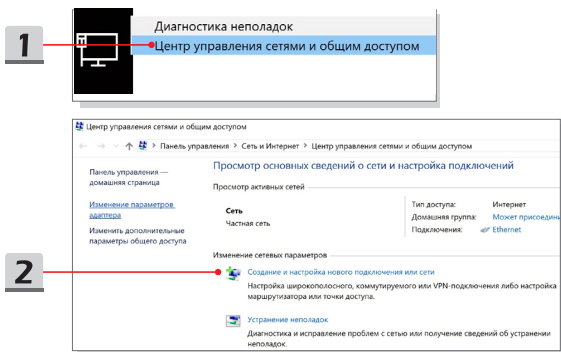 1
Диагностика неполадок
Центр управления сетями и общим доступом
Центр управления сетями и общим доступом
Панель управления > Сеть и Интернет > Центр управления сетями и общим доступом
Панель управления —
домашняя страница
Изменение параметров
адаптера
Изменить дополнительные
параметры общего доступа
Просмотр основных сведений о сети и настройка подключений
Просмотр активных сетей
Сеть
Частная сеть
Тип доступа: Интернет
Домашняя группа: Может присоедини
Подключения: Ethernet
Изменение сетевых параметров
2
Создание и настройка нового подключения или сети
Настройка широкополосного, коммутируемого или VPN-подключения либо настройка
маршрутизатора или точки доступа.
Устранение неполадок
Диагностика и исправление проблем с сетью или получение сведений об устранении
неполадок.